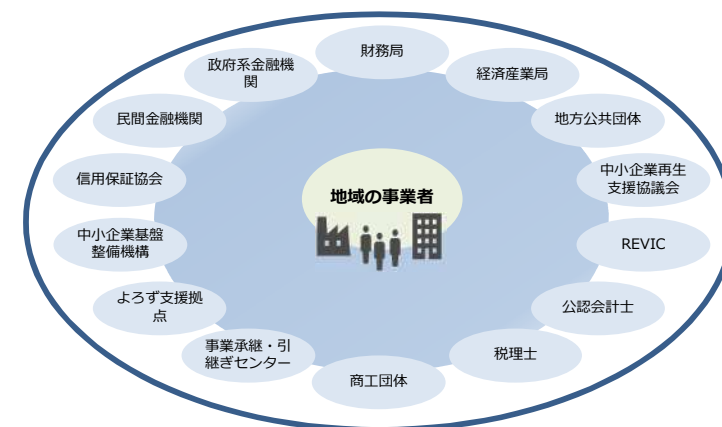 財務局
政府系金融機
関
経済産業局
民間金融機関
地方公共団体
信用保証協会
中小企業再生
支援協議会
地域の事業者
中小企業基盤
整備機構
REVIC
よろず支援拠
点
公認会計士
事業承継・引
継ぎセンター
税理士
商工団体